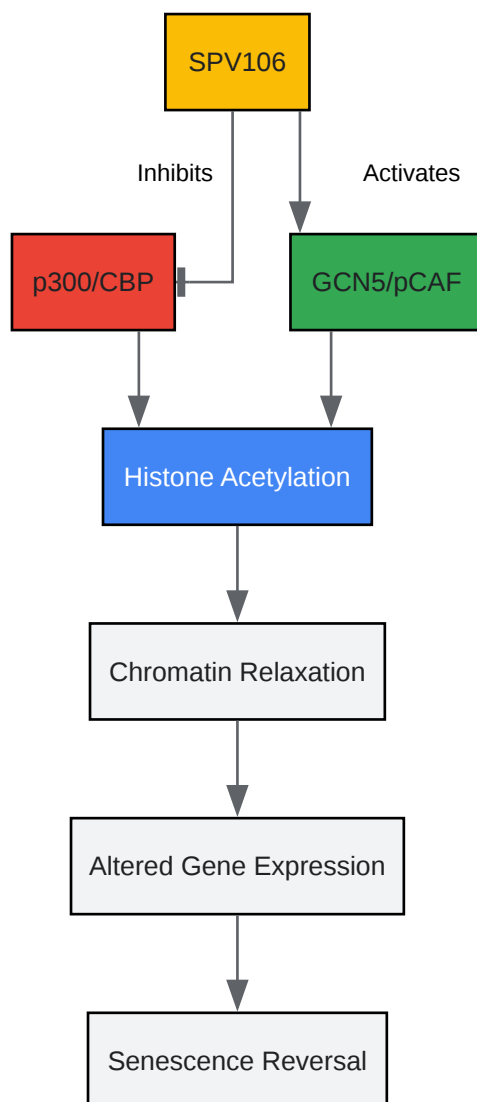 SPV106
Inhibits
Activates
p300/CBP
GCN5/pCAF
Histone Acetylation
Chromatin Relaxation
Altered Gene Expression
Senescence Reversal